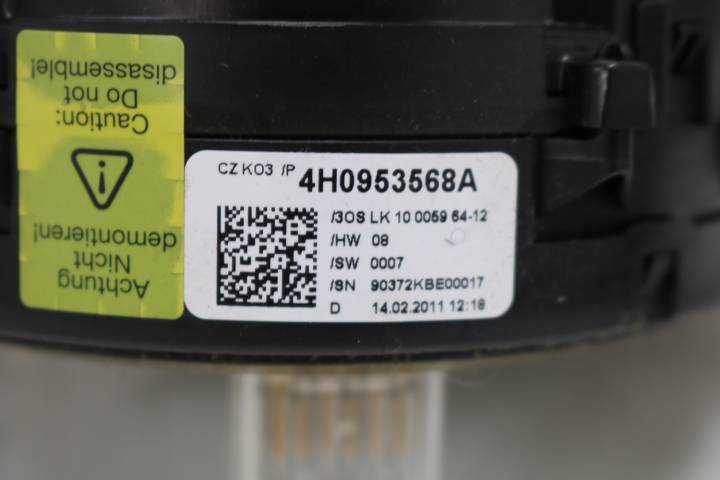 Caution:
Do not
disassemble!
Achtung
Nicht
demontieren!
CZ K03 /P 4H0953568A
/3OS LK 10 0059 64-12
/HW 08
/SW 0007
/SN 90372KBE00017
D 14.02.2011 12:18